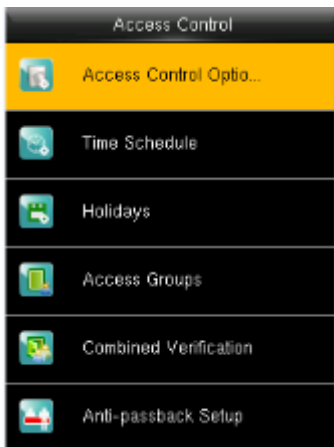 Access Control
Access Control Optio...
Time Schedule
Holidays
Access Groups
Combined Verification
Anti-passback Setup